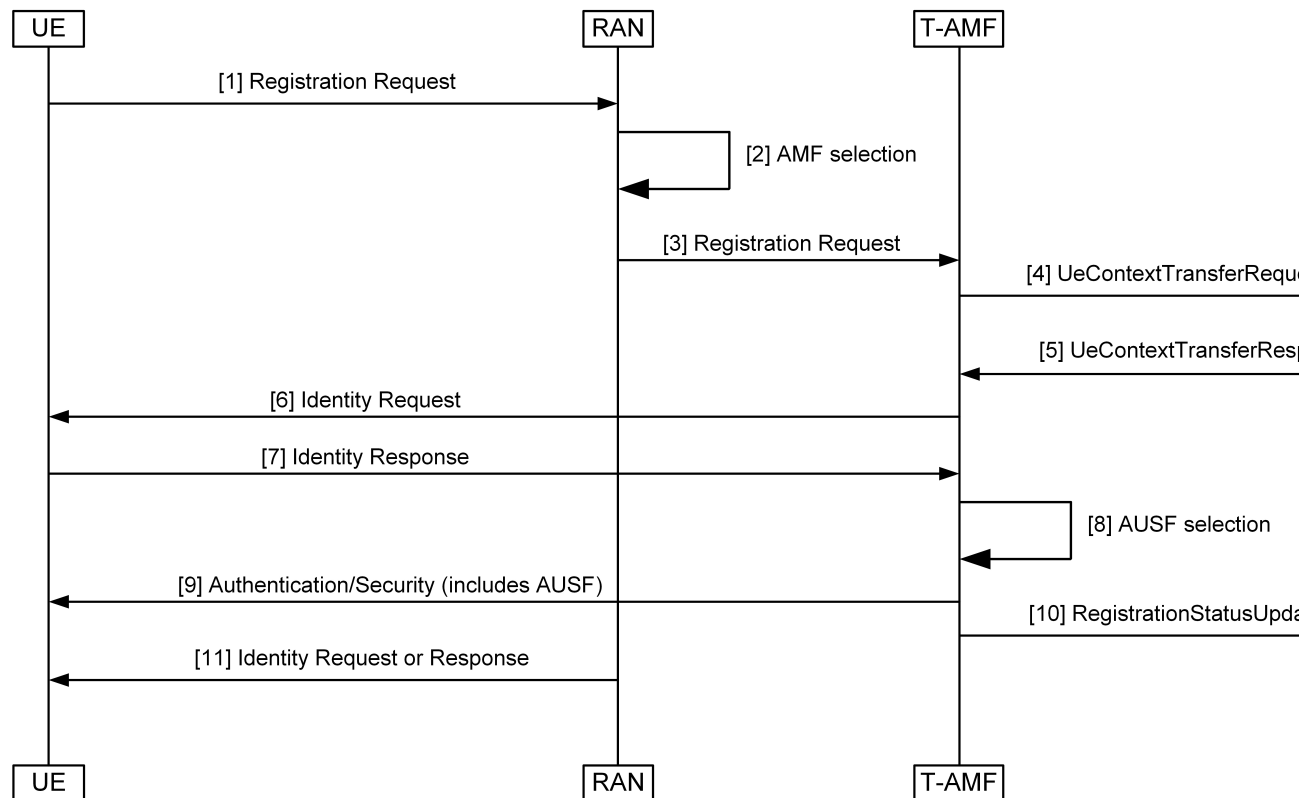 UE
RAN
T-AMF
[1] Registration Request
[2] AMF selection
[3] Registration Request
[4] UeContextTransferReque
[5] UeContextTransferResp
[6] Identity Request
[7] Identity Response
[8] AUSF selection
[9] Authentication/Security (includes AUSF)
[10] RegistrationStatusUpda
[11] Identity Request or Response
UE
RAN
T-AMF